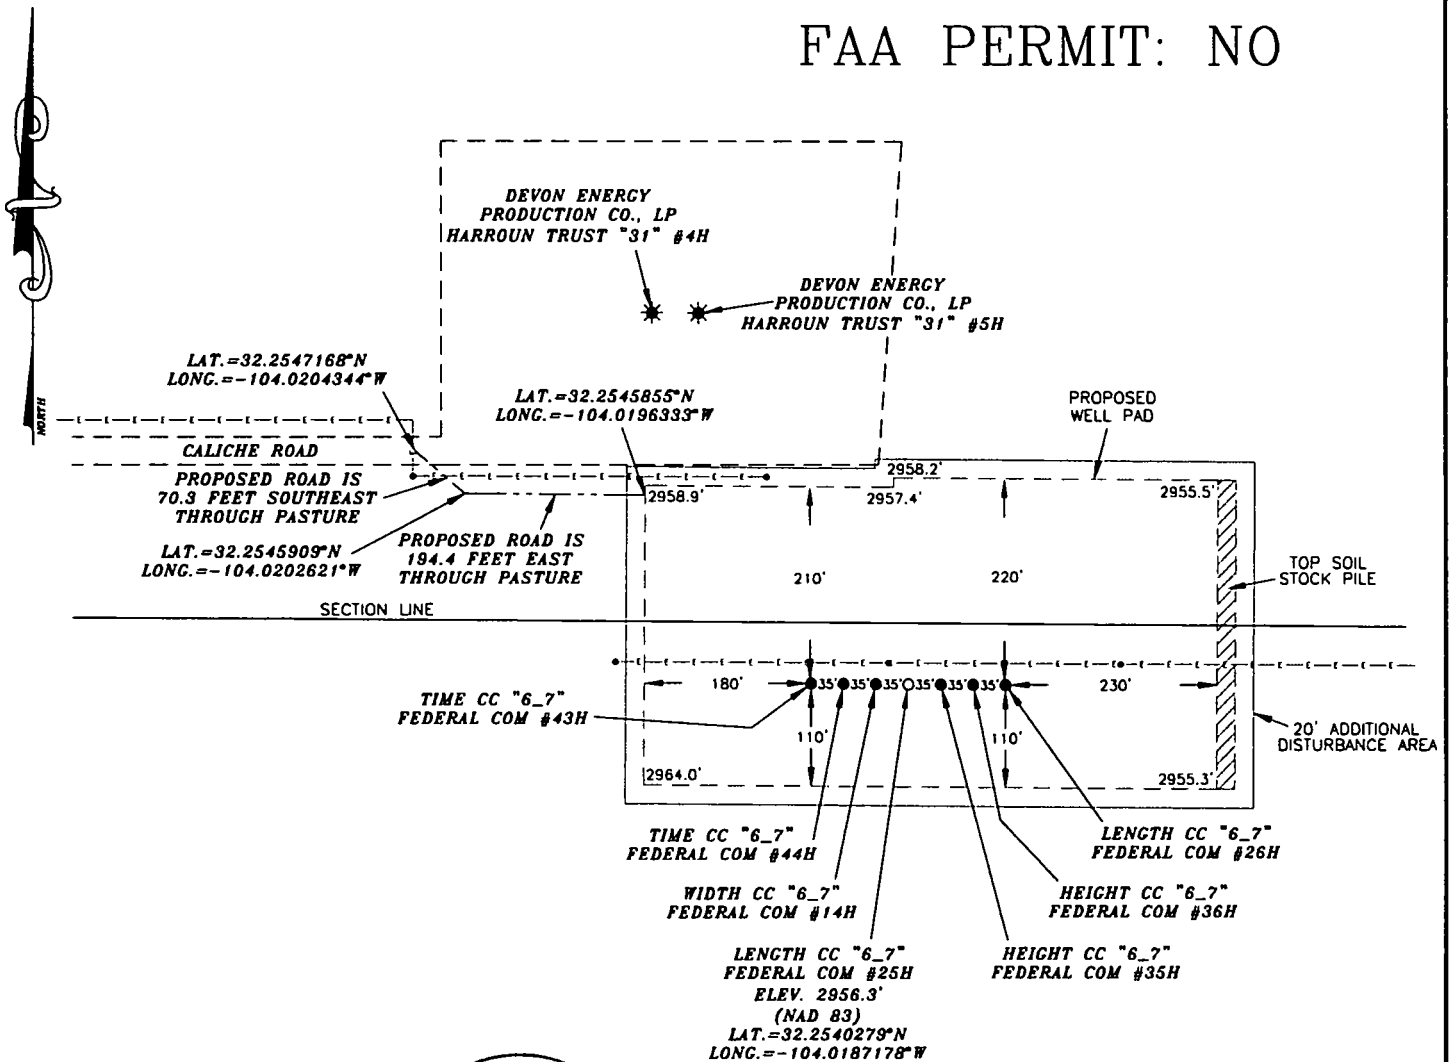 FAA PERMIT: NO
DEVON ENERGY
PRODUCTION CO., LP
HARROUN TRUST "31" #4H
DEVON ENERGY
PRODUCTION CO., LP
HARROUN TRUST "31" #5H
LAT.=32.2547168°N
LONG.=-104.0204344°W
LAT.=32.2545855°N
LONG.=-104.0196333°W
PROPOSED
WELL PAD
NORTH
CALICHE ROAD
PROPOSED ROAD IS
70.3 FEET SOUTHEAST
THROUGH PASTURE
2958.2'
2958.9'
2957.4'
2955.5'
LAT.=32.2545909°N
LONG.=-104.0202621°W
PROPOSED ROAD IS
194.4 FEET EAST
THROUGH PASTURE
210'
220'
TOP SOIL
STOCK PILE
SECTION LINE
180'
35'
35'
35'
35'
35'
35'
230'
TIME CC "6_7"
FEDERAL COM #43H
110'
110'
20' ADDITIONAL
DISTURBANCE AREA
2964.0'
2955.3'
TIME CC "6_7"
FEDERAL COM #44H
LENGTH CC "6_7"
FEDERAL COM #26H
WIDTH CC "6_7"
FEDERAL COM #14H
HEIGHT CC "6_7"
FEDERAL COM #36H
LENGTH CC "6_7"
FEDERAL COM #25H
ELEV. 2956.3'
(NAD 83)
LAT.=32.2540279°N
LONG.=-104.0187178°W
HEIGHT CC "6_7"
FEDERAL COM #35H